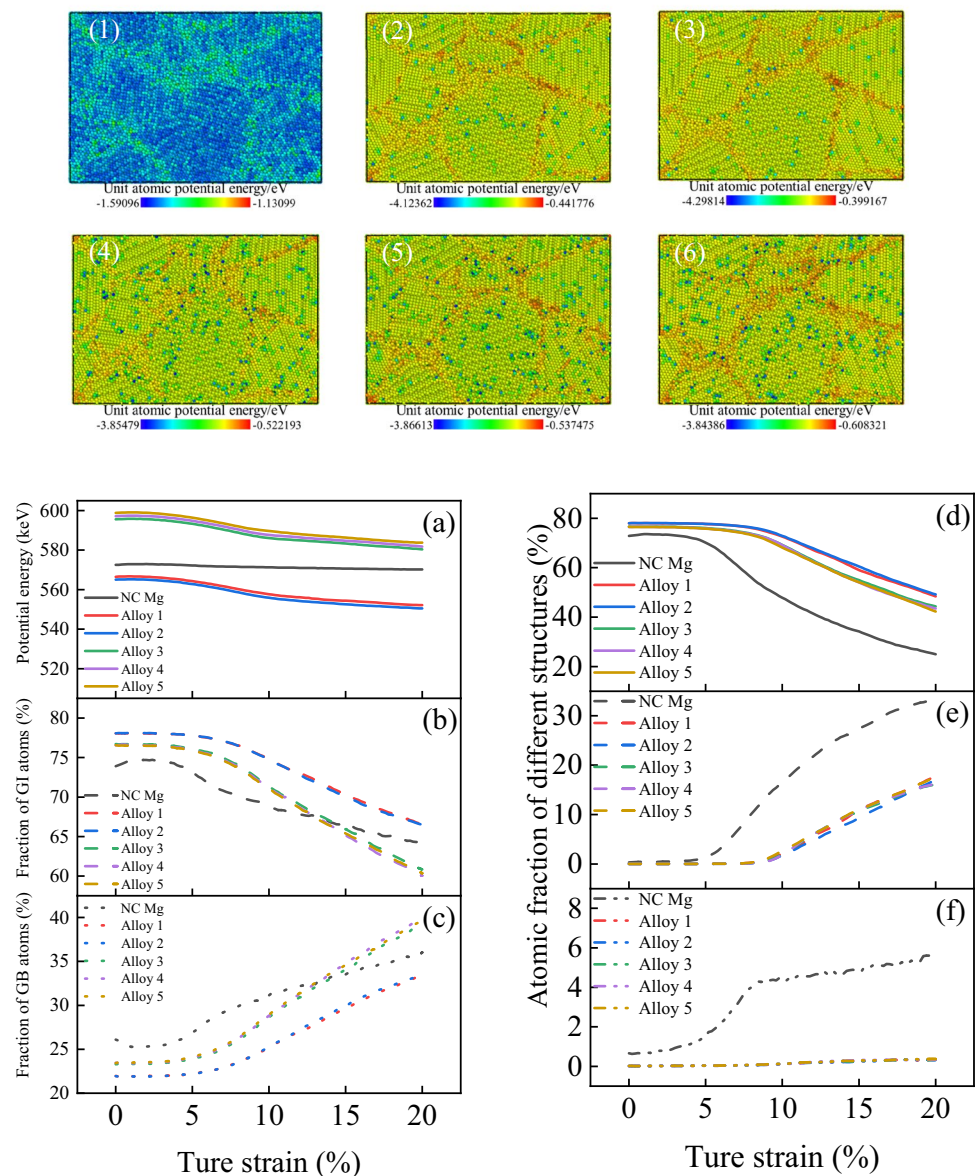 (1) (2) (3)
Unit atomic potential energy/eV Unit atomic potential energy/eV Unit atomic potential energy/eV
-1.59096 -1.13099 -4.12362 -0.441776 -4.29814 -0.399167
(4) (5) (6)
Unit atomic potential energy/eV Unit atomic potential energy/eV Unit atomic potential energy/eV
-3.85479 -0.522193 -3.86613 -0.537475 -3.84386 -0.608321
Potential energy (keV)
600
580
560
540
520
(a)
NC Mg
Alloy 1
Alloy 2
Alloy 3
Alloy 4
Alloy 5
Fraction of GI atoms (%)
80
75
70
65
60
(b)
NC Mg
Alloy 1
Alloy 2
Alloy 3
Alloy 4
Alloy 5
Fraction of GB atoms (%)
40
35
30
25
20
(c)
NC Mg
Alloy 1
Alloy 2
Alloy 3
Alloy 4
Alloy 5
0 5 10 15 20
Ture strain (%)
Atomic fraction of different structures (%)
80
60
40
20
(d)
NC Mg
Alloy 1
Alloy 2
Alloy 3
Alloy 4
Alloy 5
30
20
10
0
(e)
NC Mg
Alloy 1
Alloy 2
Alloy 3
Alloy 4
Alloy 5
8
6
4
2
0
(f)
NC Mg
Alloy 1
Alloy 2
Alloy 3
Alloy 4
Alloy 5
0 5 10 15 20
Ture strain (%)